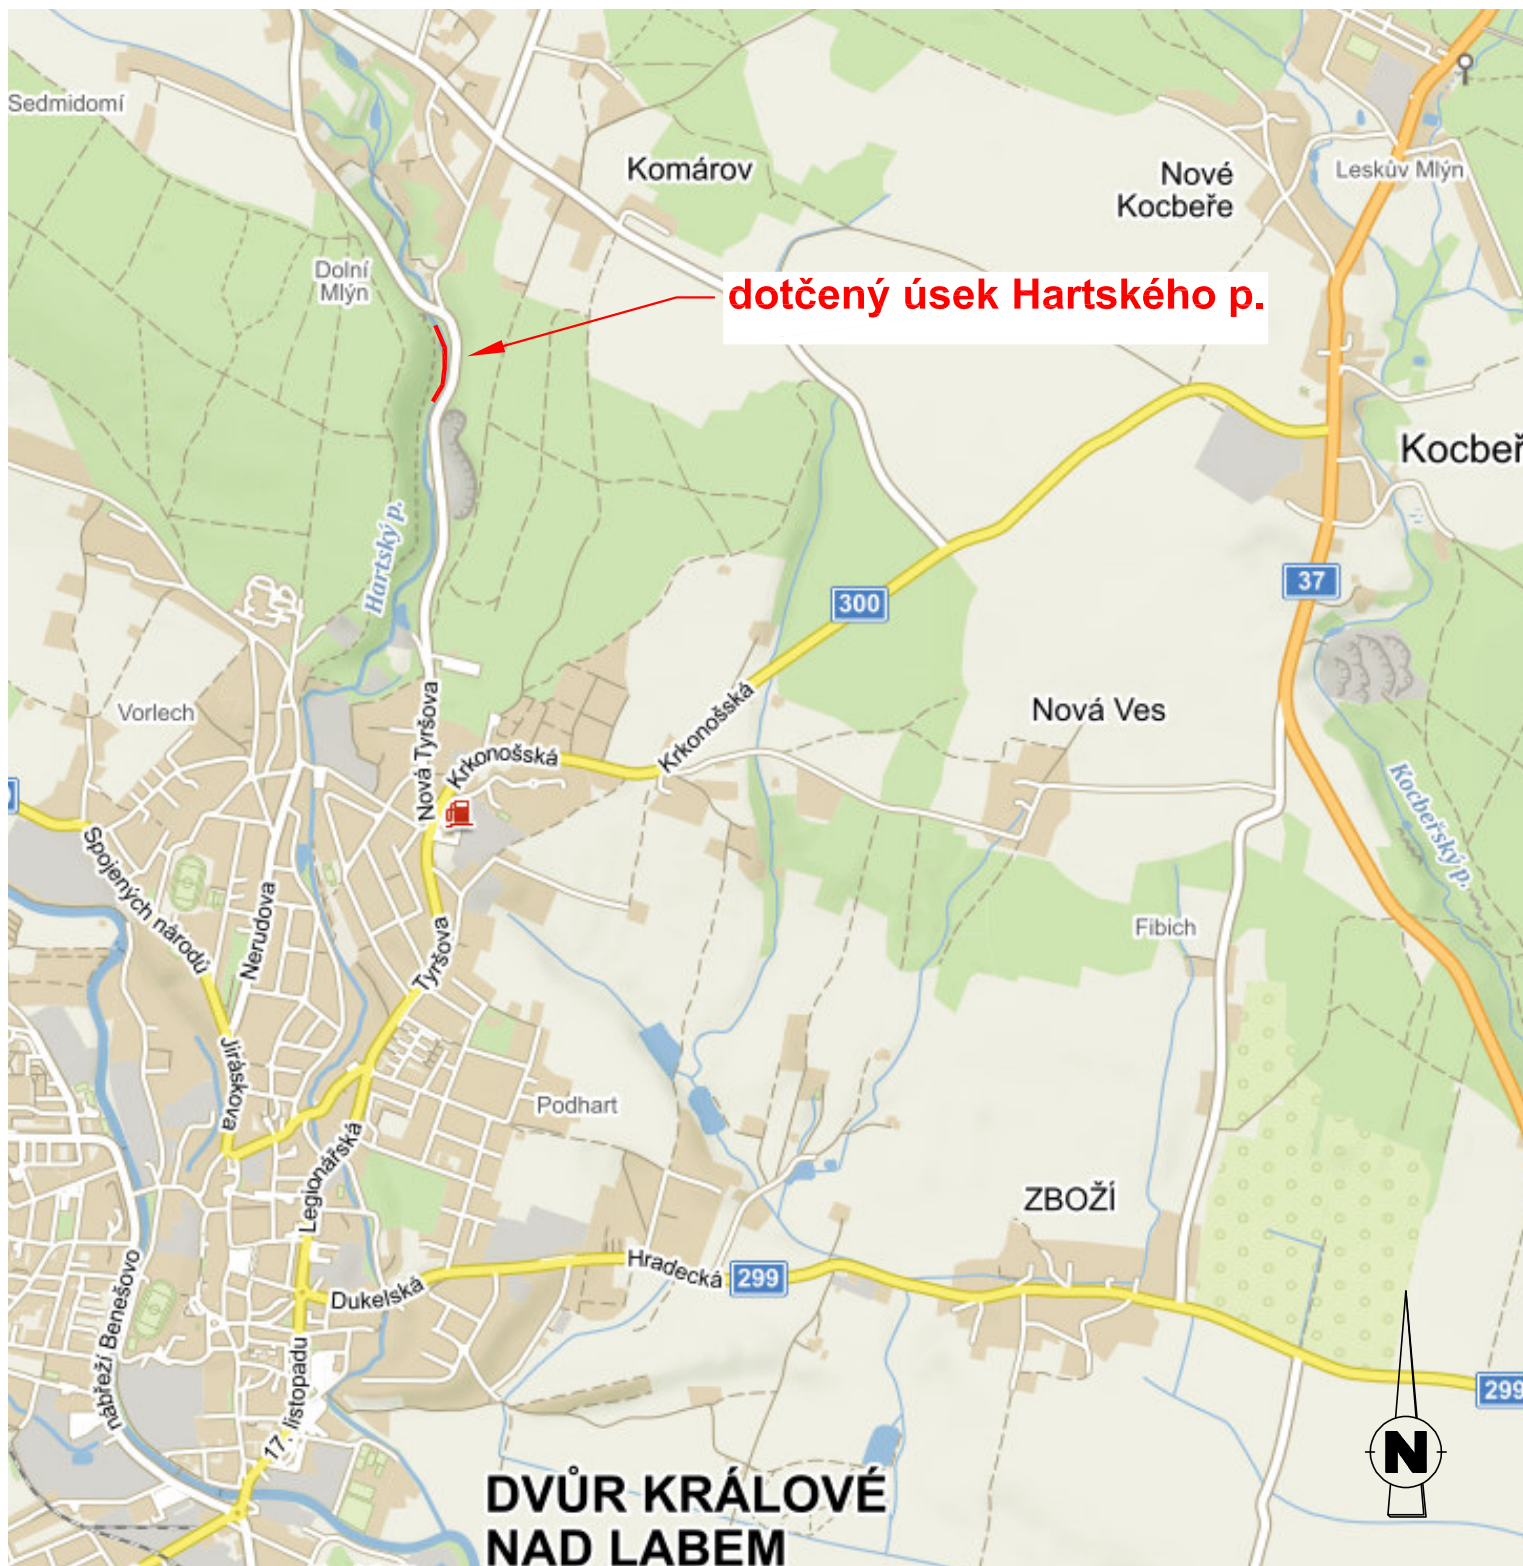 Sedmidomí
Komárov
Nové
Kocbeře
Leskův Mlýn
Dolní
Mlýn
dotčený úsek Hartského p.
Kocbeř
Hartský p.
300
37
Vorlech
Nová Tyršova
Krkonošská
Krkonošská
Nová Ves
Kocbeřský p.
Spojených národů
Nerudova
Tyršova
Fibich
Jiráskova
Podhart
Legionářská
ZBOŽÍ
nábřeží Benešovo
Dukelská
Hradecká
299
17. listopadu
299
N
DVŮR KRÁLOVÉ
NAD LABEM